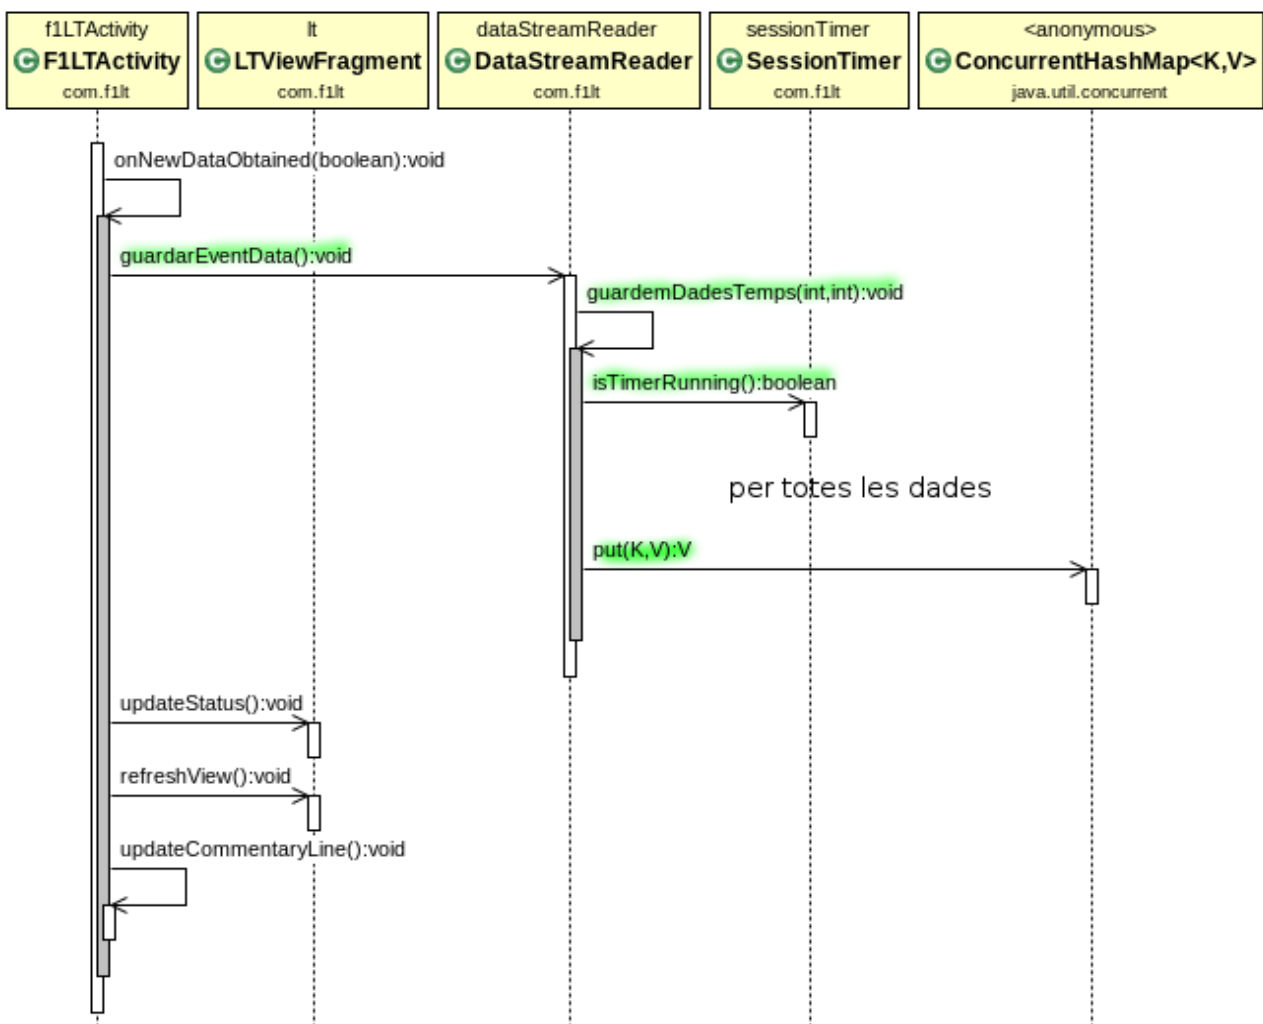 f1LTActivity
F1LTActivity
com.f1lt
lt
LTViewFragment
com.f1lt
dataStreamReader
DataStreamReader
com.f1lt
sessionTimer
SessionTimer
com.f1lt
<anonymous>
ConcurrentHashMap<K,V>
java.util.concurrent
onNewDataObtained(boolean):void
guardarEventData():void
guardemDadesTemps(int,int):void
isTimerRunning():boolean
per totes les dades
put(K,V):V
updateStatus():void
refreshView():void
updateCommentaryLine():void